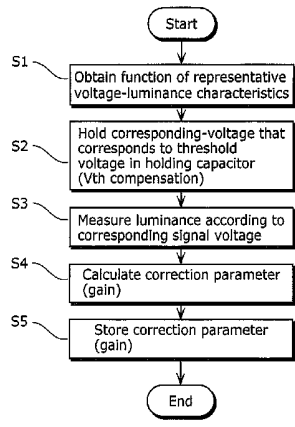 Start
S1
Obtain function of representative
voltage-luminance characteristics
S2
Hold corresponding-voltage that
corresponds to threshold
voltage in holding capacitor
(Vth compensation)
S3
Measure luminance according to
corresponding signal voltage
S4
Calculate correction parameter
(gain)
S5
Store correction parameter
(gain)
End